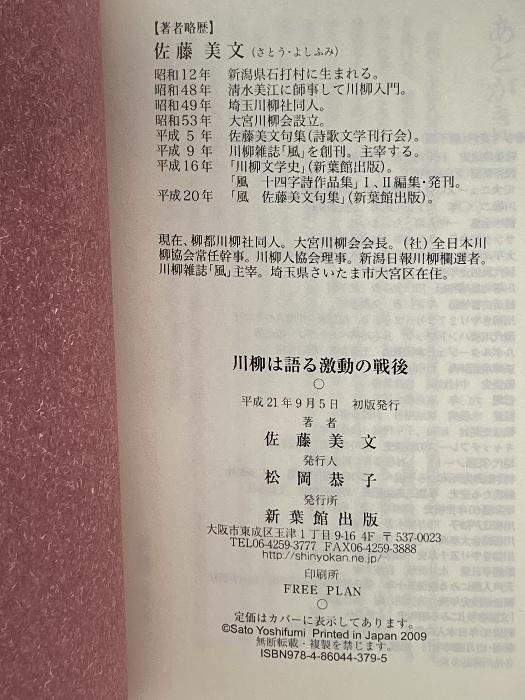 【著者略歴】
佐藤美文（さとう・よしふみ）
昭和12年 新潟県石打村に生まれる。
昭和48年 清水美江に師事して川柳入門。
昭和49年 埼玉川柳社同人。
昭和53年 大宮川柳会設立。
平成 5年 佐藤美文句集（詩歌文学刊行会）。
平成 9年 川柳雑誌「風」を創刊。主宰する。
平成16年 「川柳文学史」（新葉館出版）。
「風 十四字詩作品集」Ⅰ、Ⅱ編集・発刊。
平成20年 「風 佐藤美文句集」（新葉館出版）。
現在、柳都川柳社同人。大宮川柳会会長。（社）全日本川
柳協会常任幹事。川柳人協会理事。新潟日報川柳欄選者。
川柳雑誌「風」主宰。埼玉県さいたま市大宮区在住。
川柳は語る激動の戦後
○
平成21年9月5日 初版発行
著者
佐藤美文
発行人
松岡恭子
発行所
新葉館出版
大阪市東成区玉津1丁目9-16 4F 〒537-0023
TEL06-4259-3777 FAX06-4259-3888
http://shinyokan.ne.jp/
印刷所
FREE PLAN
○
定価はカバーに表示してあります。
©Sato Yoshifumi Printed in Japan 2009
無断転載・複製を禁じます。
ISBN978-4-86044-379-5
あとがき